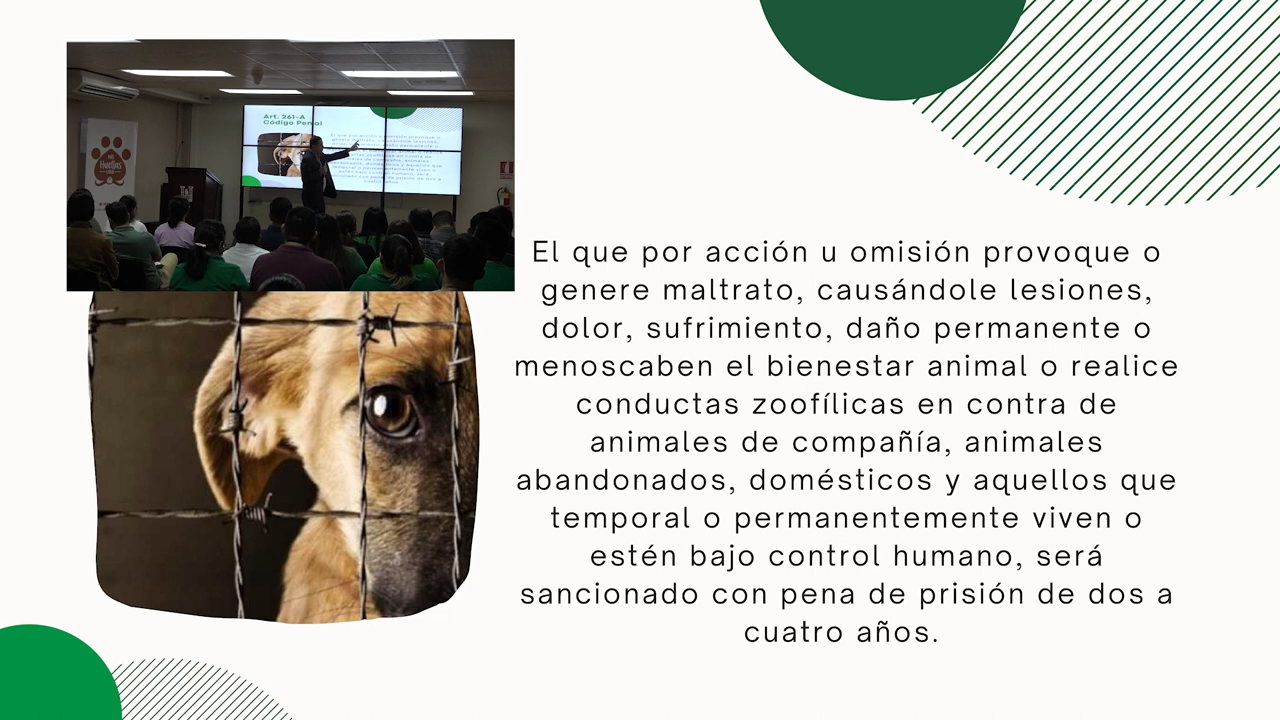 Art. 261-A
Código Penal
Huellas
El que por acción u omisión provoque o
genere maltrato, causándole lesiones,
dolor, sufrimiento, daño permanente o
menoscaben el bienestar animal o realice
conductas zoofílicas en contra de
animales de compañía, animales
abandonados, domésticos y aquellos que
temporal o permanentemente viven o
estén bajo control humano, será
sancionado con pena de prisión de dos a
cuatro años.